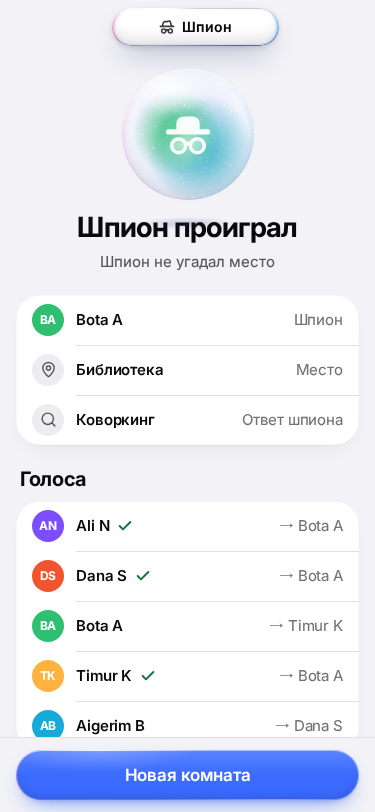 Шпион
Шпион проиграл
Шпион не угадал место
BA Bota A Шпион
Библиотека Место
Коворкинг Ответ шпиона
Голоса
AN Ali N → Bota A
DS Dana S → Bota A
BA Bota A → Timur K
TK Timur K → Bota A
AB Aigerim B → Dana S
Новая комната